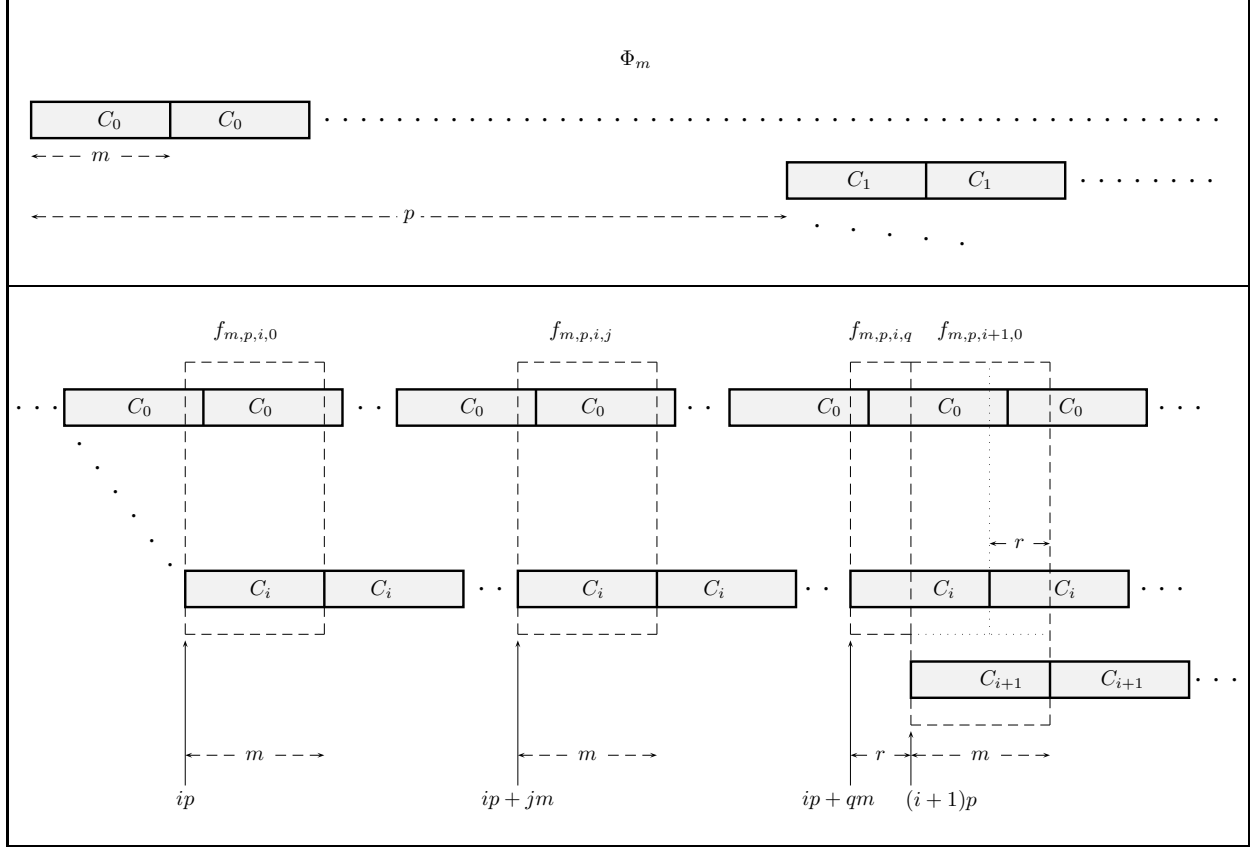 Φ_m
C_0 C_0
m
C_1 C_1
p
f_{m,p,i,0} f_{m,p,i,j} f_{m,p,i,q} f_{m,p,i+1,0}
C_0 C_0 C_0 C_0 C_0 C_0 C_0
r
C_i C_i C_i C_i C_i C_i
C_{i+1} C_{i+1}
m m r m
ip ip + jm ip + qm (i + 1)p